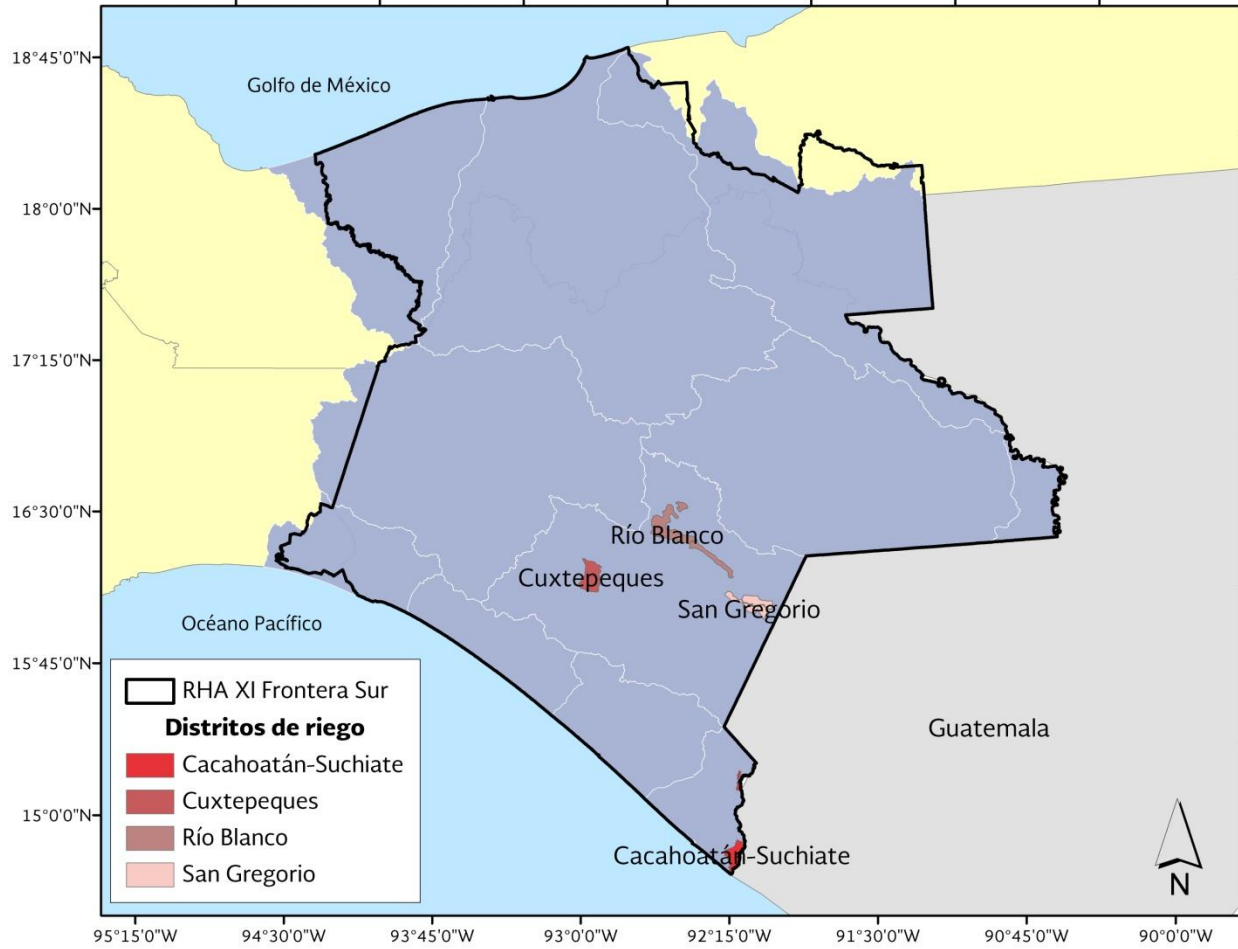 18°45'0"N
Golfo de México
18°0'0"N
17°15'0"N
16°30'0"N
Río Blanco
Cuxtepeques
San Gregorio
Océano Pacífico
15°45'0"N
RHA XI Frontera Sur
Distritos de riego
Cacahoatán-Suchiate
Cuxtepeques
Río Blanco
San Gregorio
Guatemala
15°0'0"N
Cacahoatán-Suchiate
N
95°15'0"W 94°30'0"W 93°45'0"W 93°0'0"W 92°15'0"W 91°30'0"W 90°45'0"W 90°0'0"W